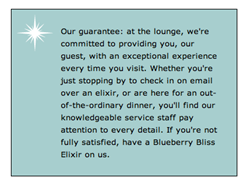 Our guarantee: at the lounge, we're
committed to providing you, our
guest, with an exceptional experience
every time you visit. Whether you're
just stopping by to check in on email
over an elixir, or are here for an out-
of-the-ordinary dinner, you'll find our
knowledgeable service staff pay
attention to every detail. If you're not
fully satisfied, have a Blueberry Bliss
Elixir on us.